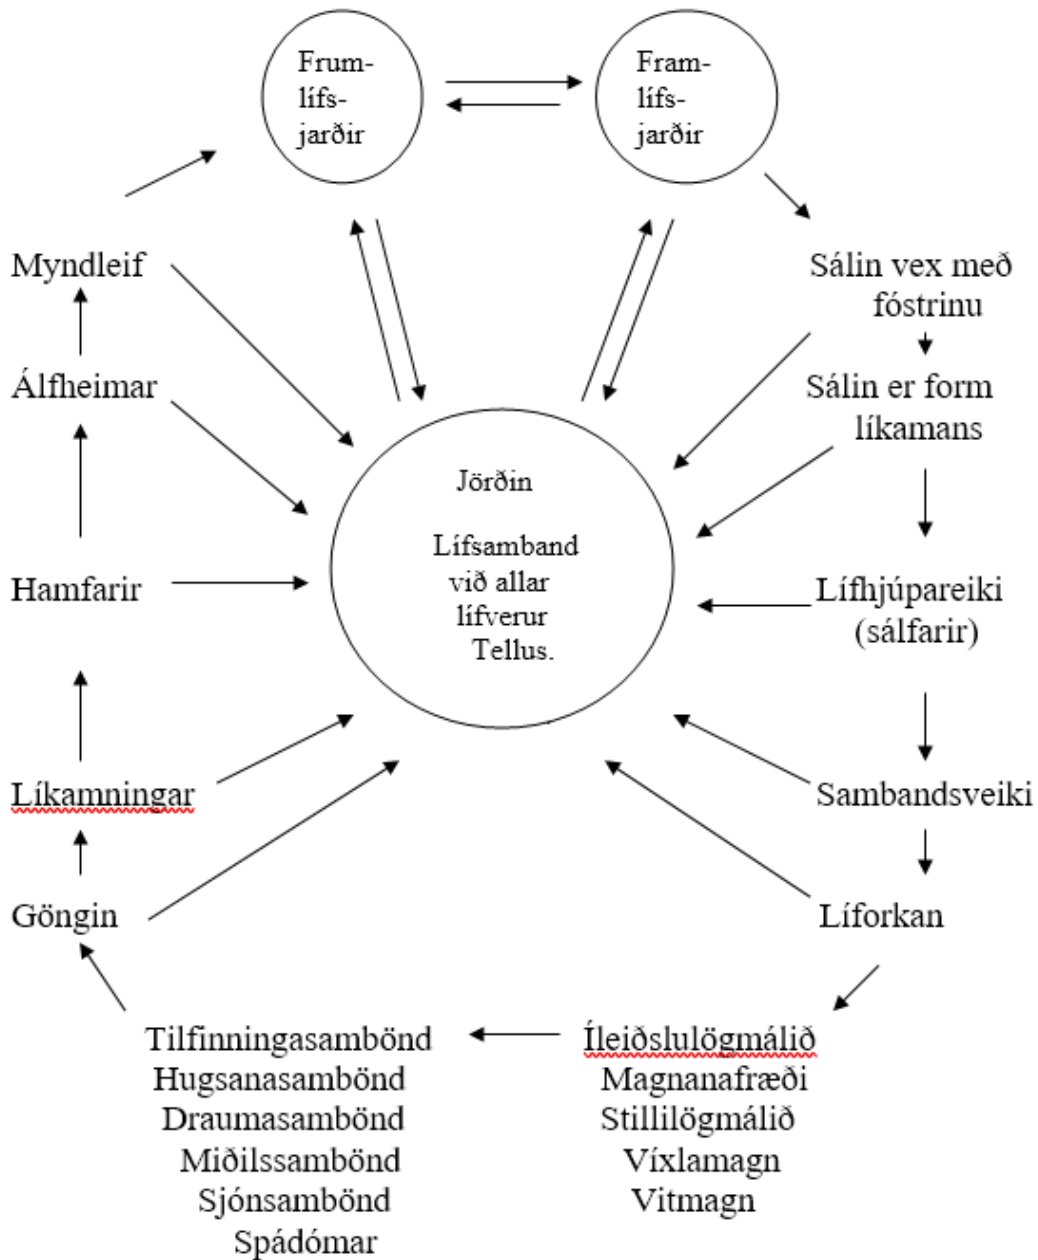 Frum-
lífs-
jarðir
Fram-
lífs-
jarðir
Myndleif
Sálin vex með
fóstrinu
Álfheimar
Sálin er form
líkamans
Jörðin
Lífsamband
við allar
lífverur
Tellus.
Hamfarir
Lífhjúpareiki
(sálfarir)
Líkamningar
Sambandsveiki
Göngin
Líforkan
Tilfinningasambönd
Hugsanasambönd
Draumasambönd
Miðilssambönd
Sjónsambönd
Spádómar
Íleiðslulögmálið
Magnanafræði
Stillilögmálið
Víxlamagn
Vitmagn